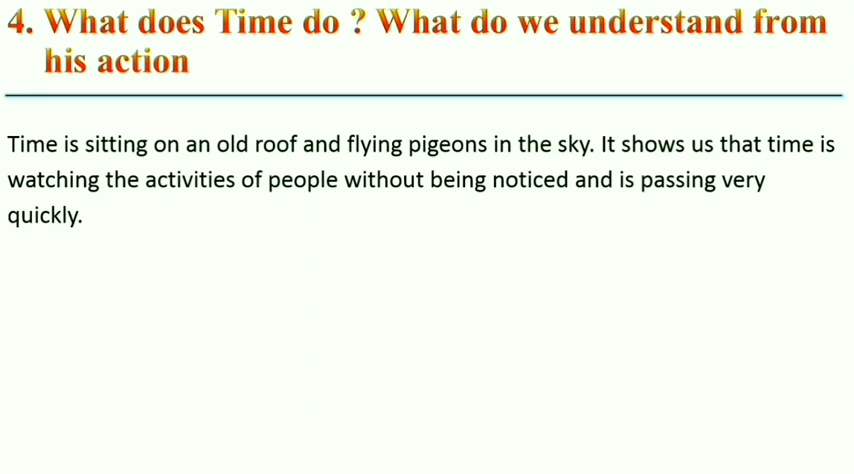 4. What does Time do ? What do we understand from
his action
Time is sitting on an old roof and flying pigeons in the sky. It shows us that time is
watching the activities of people without being noticed and is passing very
quickly.